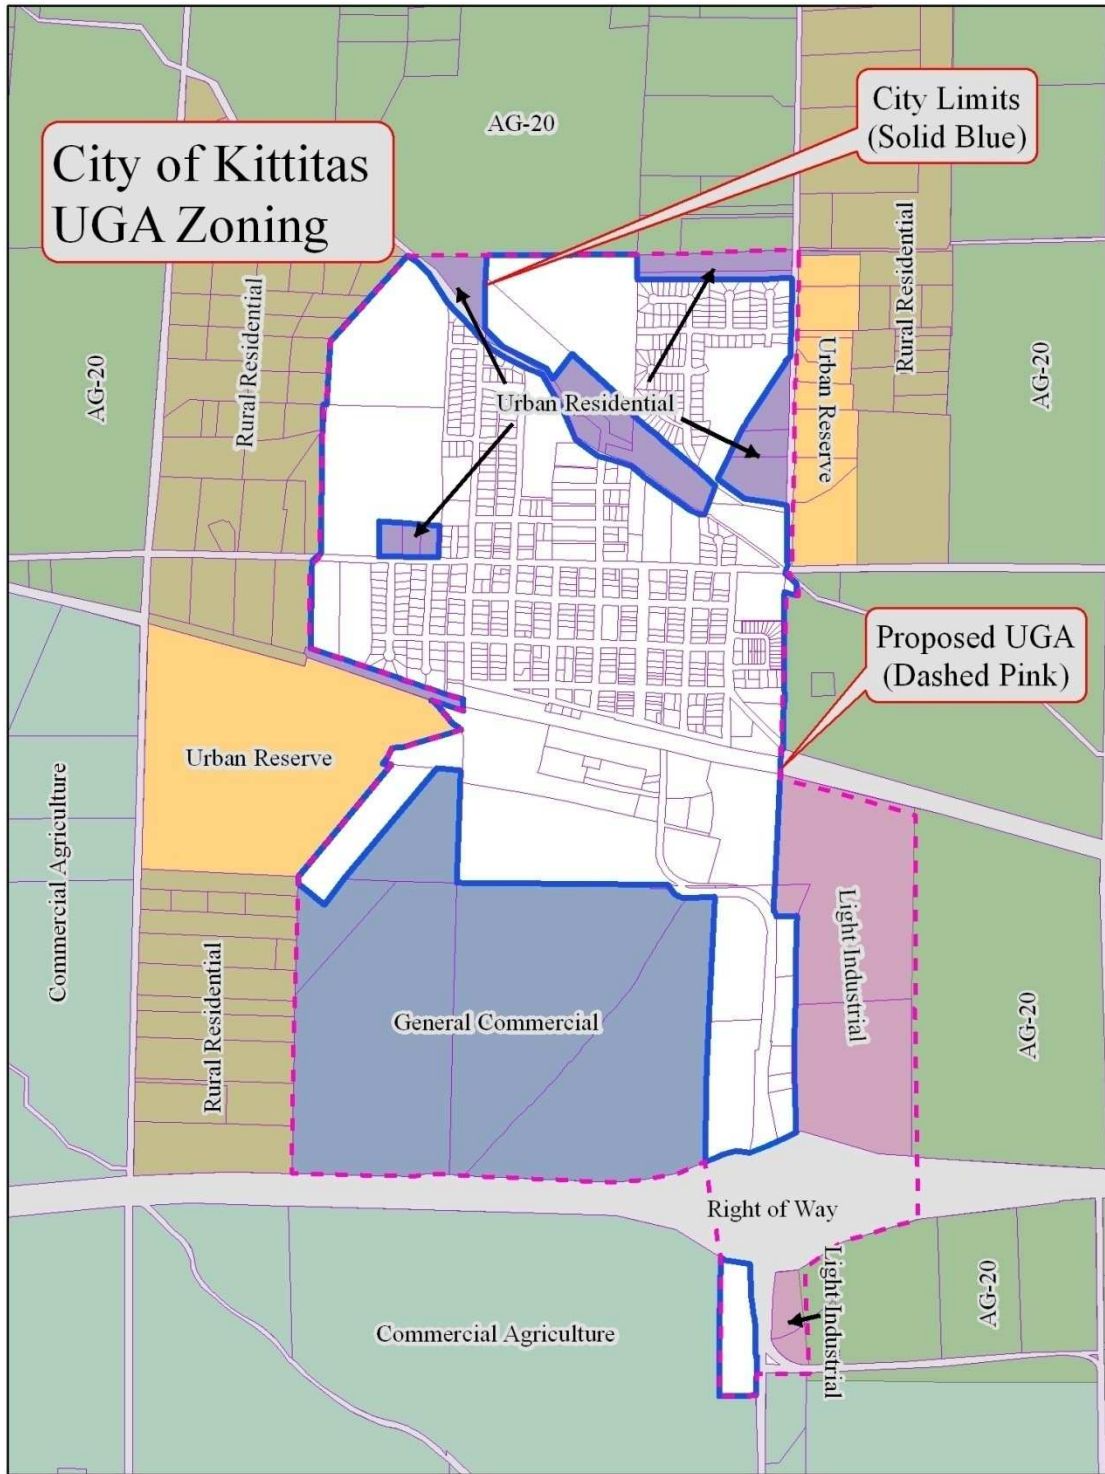 AG-20
City Limits
(Solid Blue)
City of Kittitas
UGA Zoning
Rural Residential
Rural Residential
AG-20
AG-20
Urban Reserve
Urban Residential
Proposed UGA
(Dashed Pink)
Urban Reserve
Commercial Agriculture
Light Industrial
Rural Residential
General Commercial
AG-20
Right of Way
Light Industrial
AG-20
Commercial Agriculture